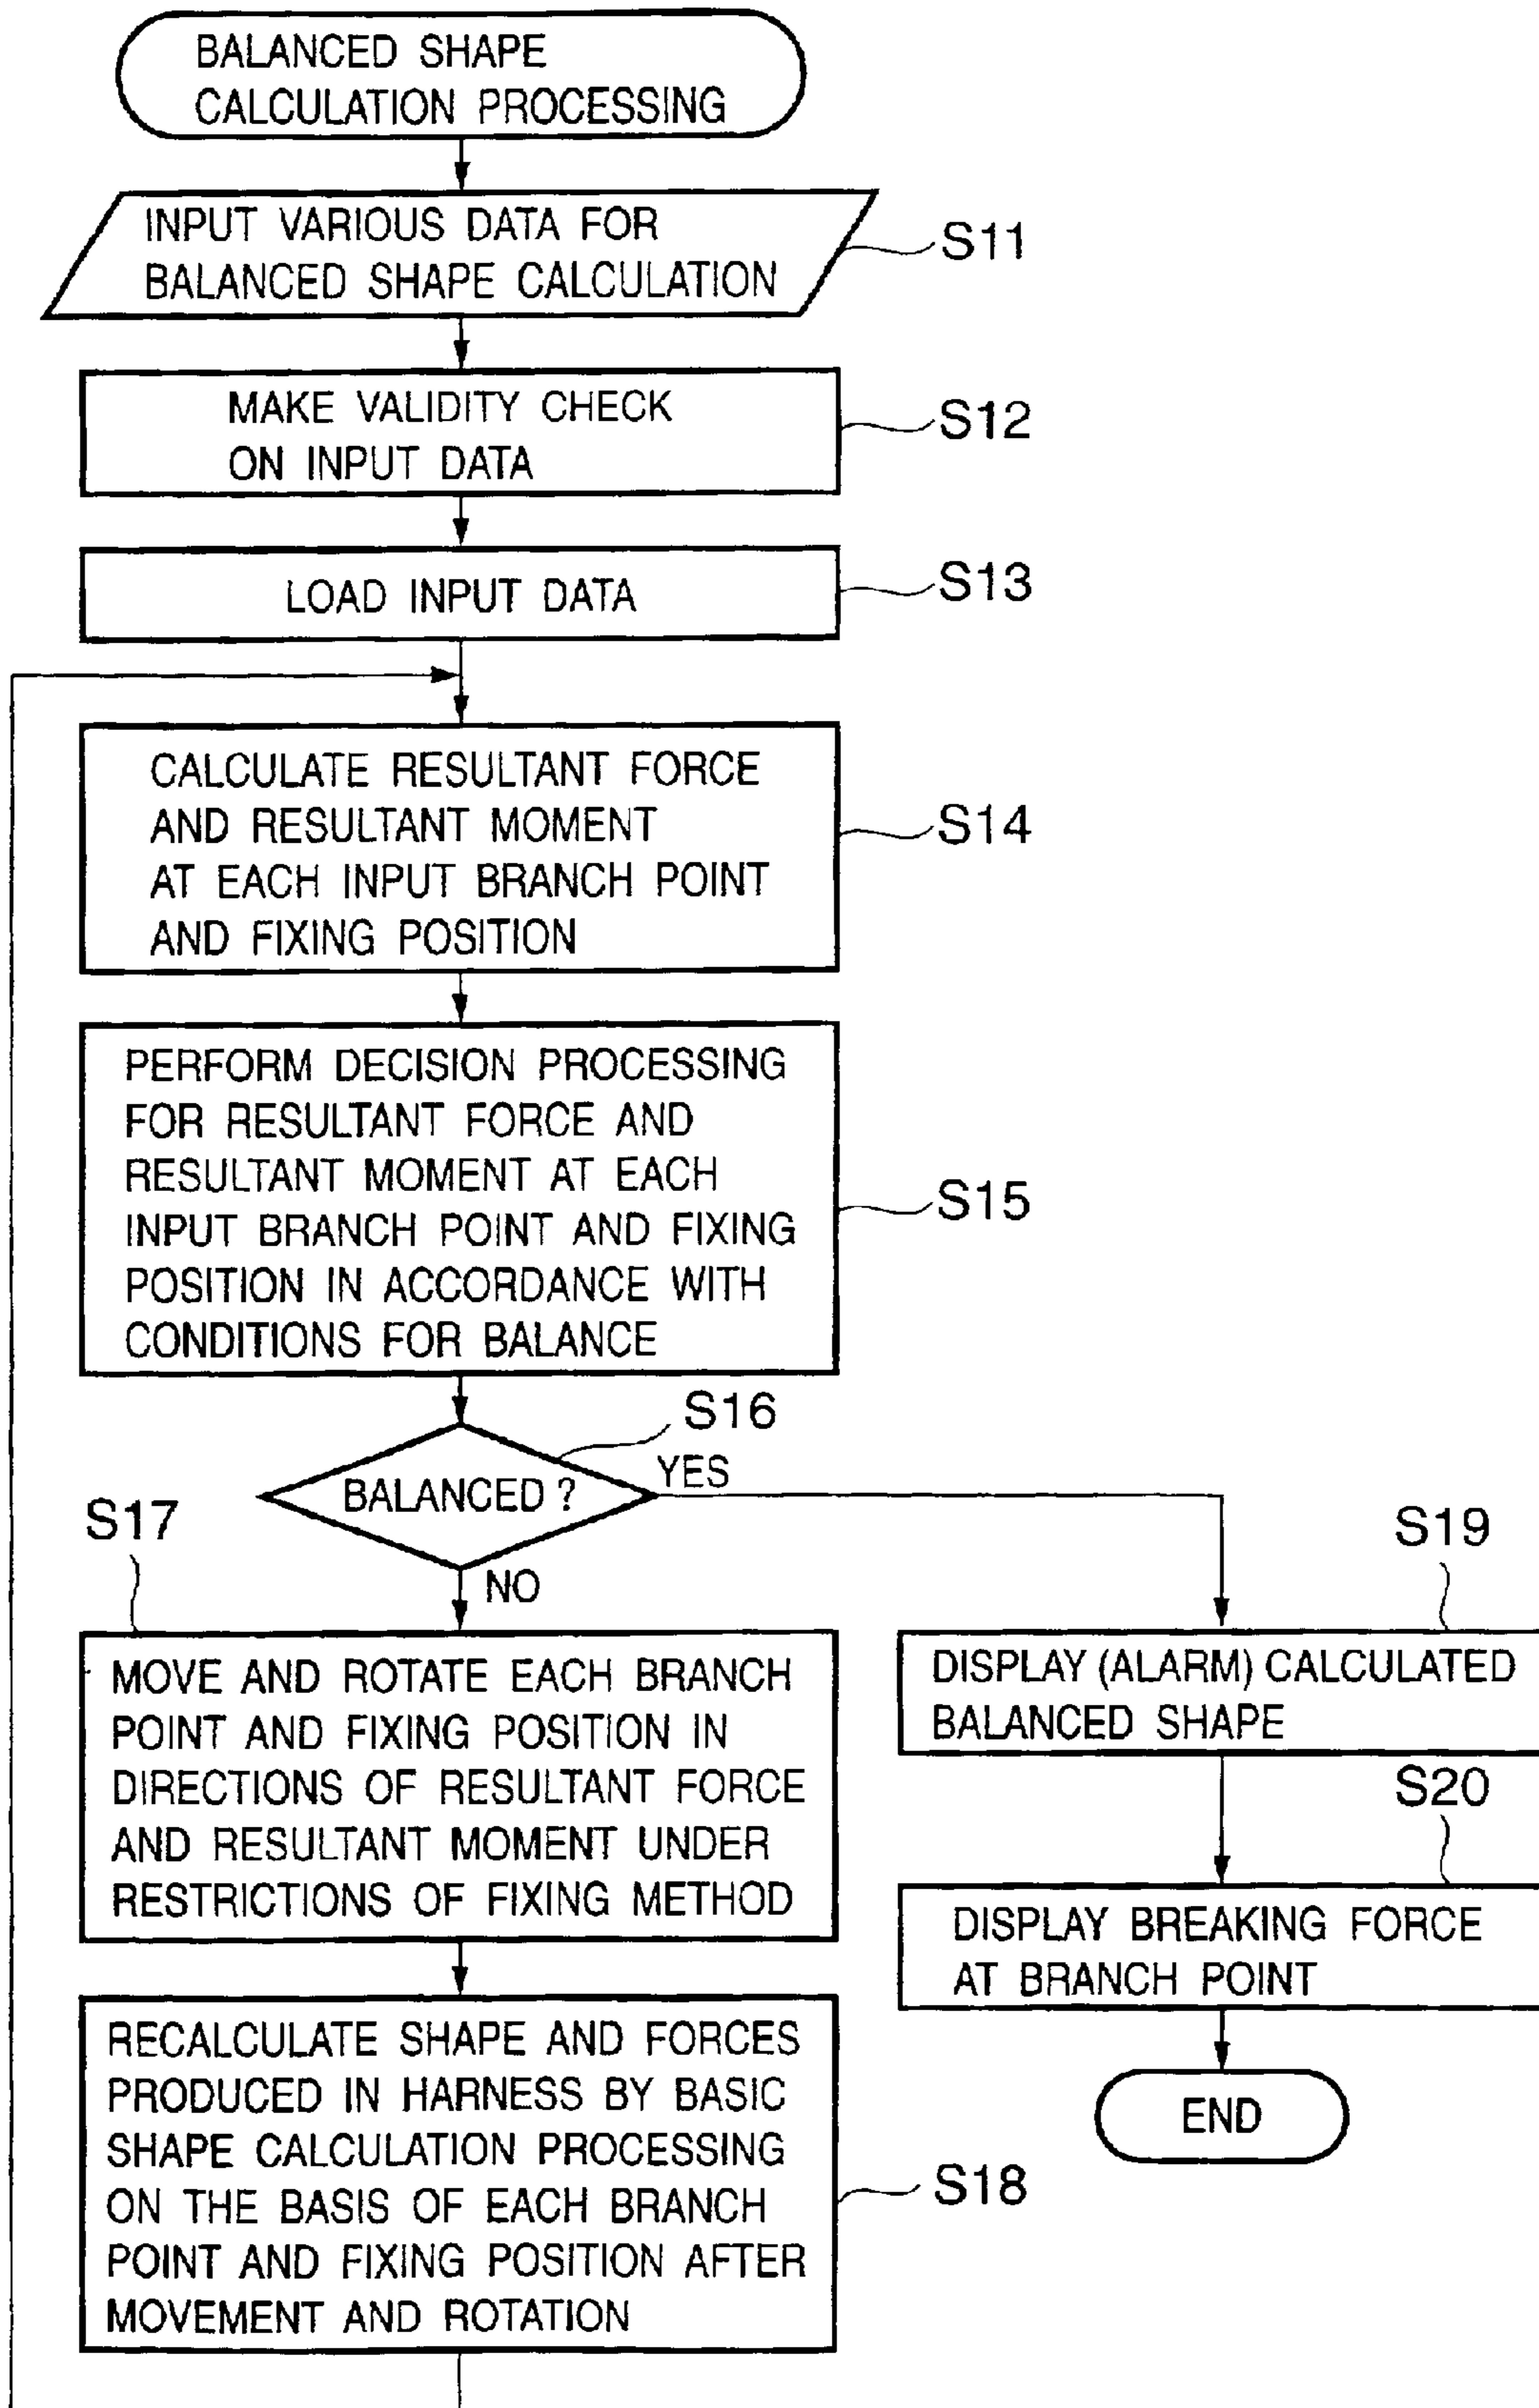 BALANCED SHAPE
CALCULATION PROCESSING
INPUT VARIOUS DATA FOR
BALANCED SHAPE CALCULATION
S11
MAKE VALIDITY CHECK
ON INPUT DATA
S12
LOAD INPUT DATA
S13
CALCULATE RESULTANT FORCE
AND RESULTANT MOMENT
AT EACH INPUT BRANCH POINT
AND FIXING POSITION
S14
PERFORM DECISION PROCESSING
FOR RESULTANT FORCE AND
RESULTANT MOMENT AT EACH
INPUT BRANCH POINT AND FIXING
POSITION IN ACCORDANCE WITH
CONDITIONS FOR BALANCE
S15
S16
BALANCED ?
YES
NO
S17
MOVE AND ROTATE EACH BRANCH
POINT AND FIXING POSITION IN
DIRECTIONS OF RESULTANT FORCE
AND RESULTANT MOMENT UNDER
RESTRICTIONS OF FIXING METHOD
RECALCULATE SHAPE AND FORCES
PRODUCED IN HARNESS BY BASIC
SHAPE CALCULATION PROCESSING
ON THE BASIS OF EACH BRANCH
POINT AND FIXING POSITION AFTER
MOVEMENT AND ROTATION
S18
S19
DISPLAY (ALARM) CALCULATED
BALANCED SHAPE
S20
DISPLAY BREAKING FORCE
AT BRANCH POINT
END